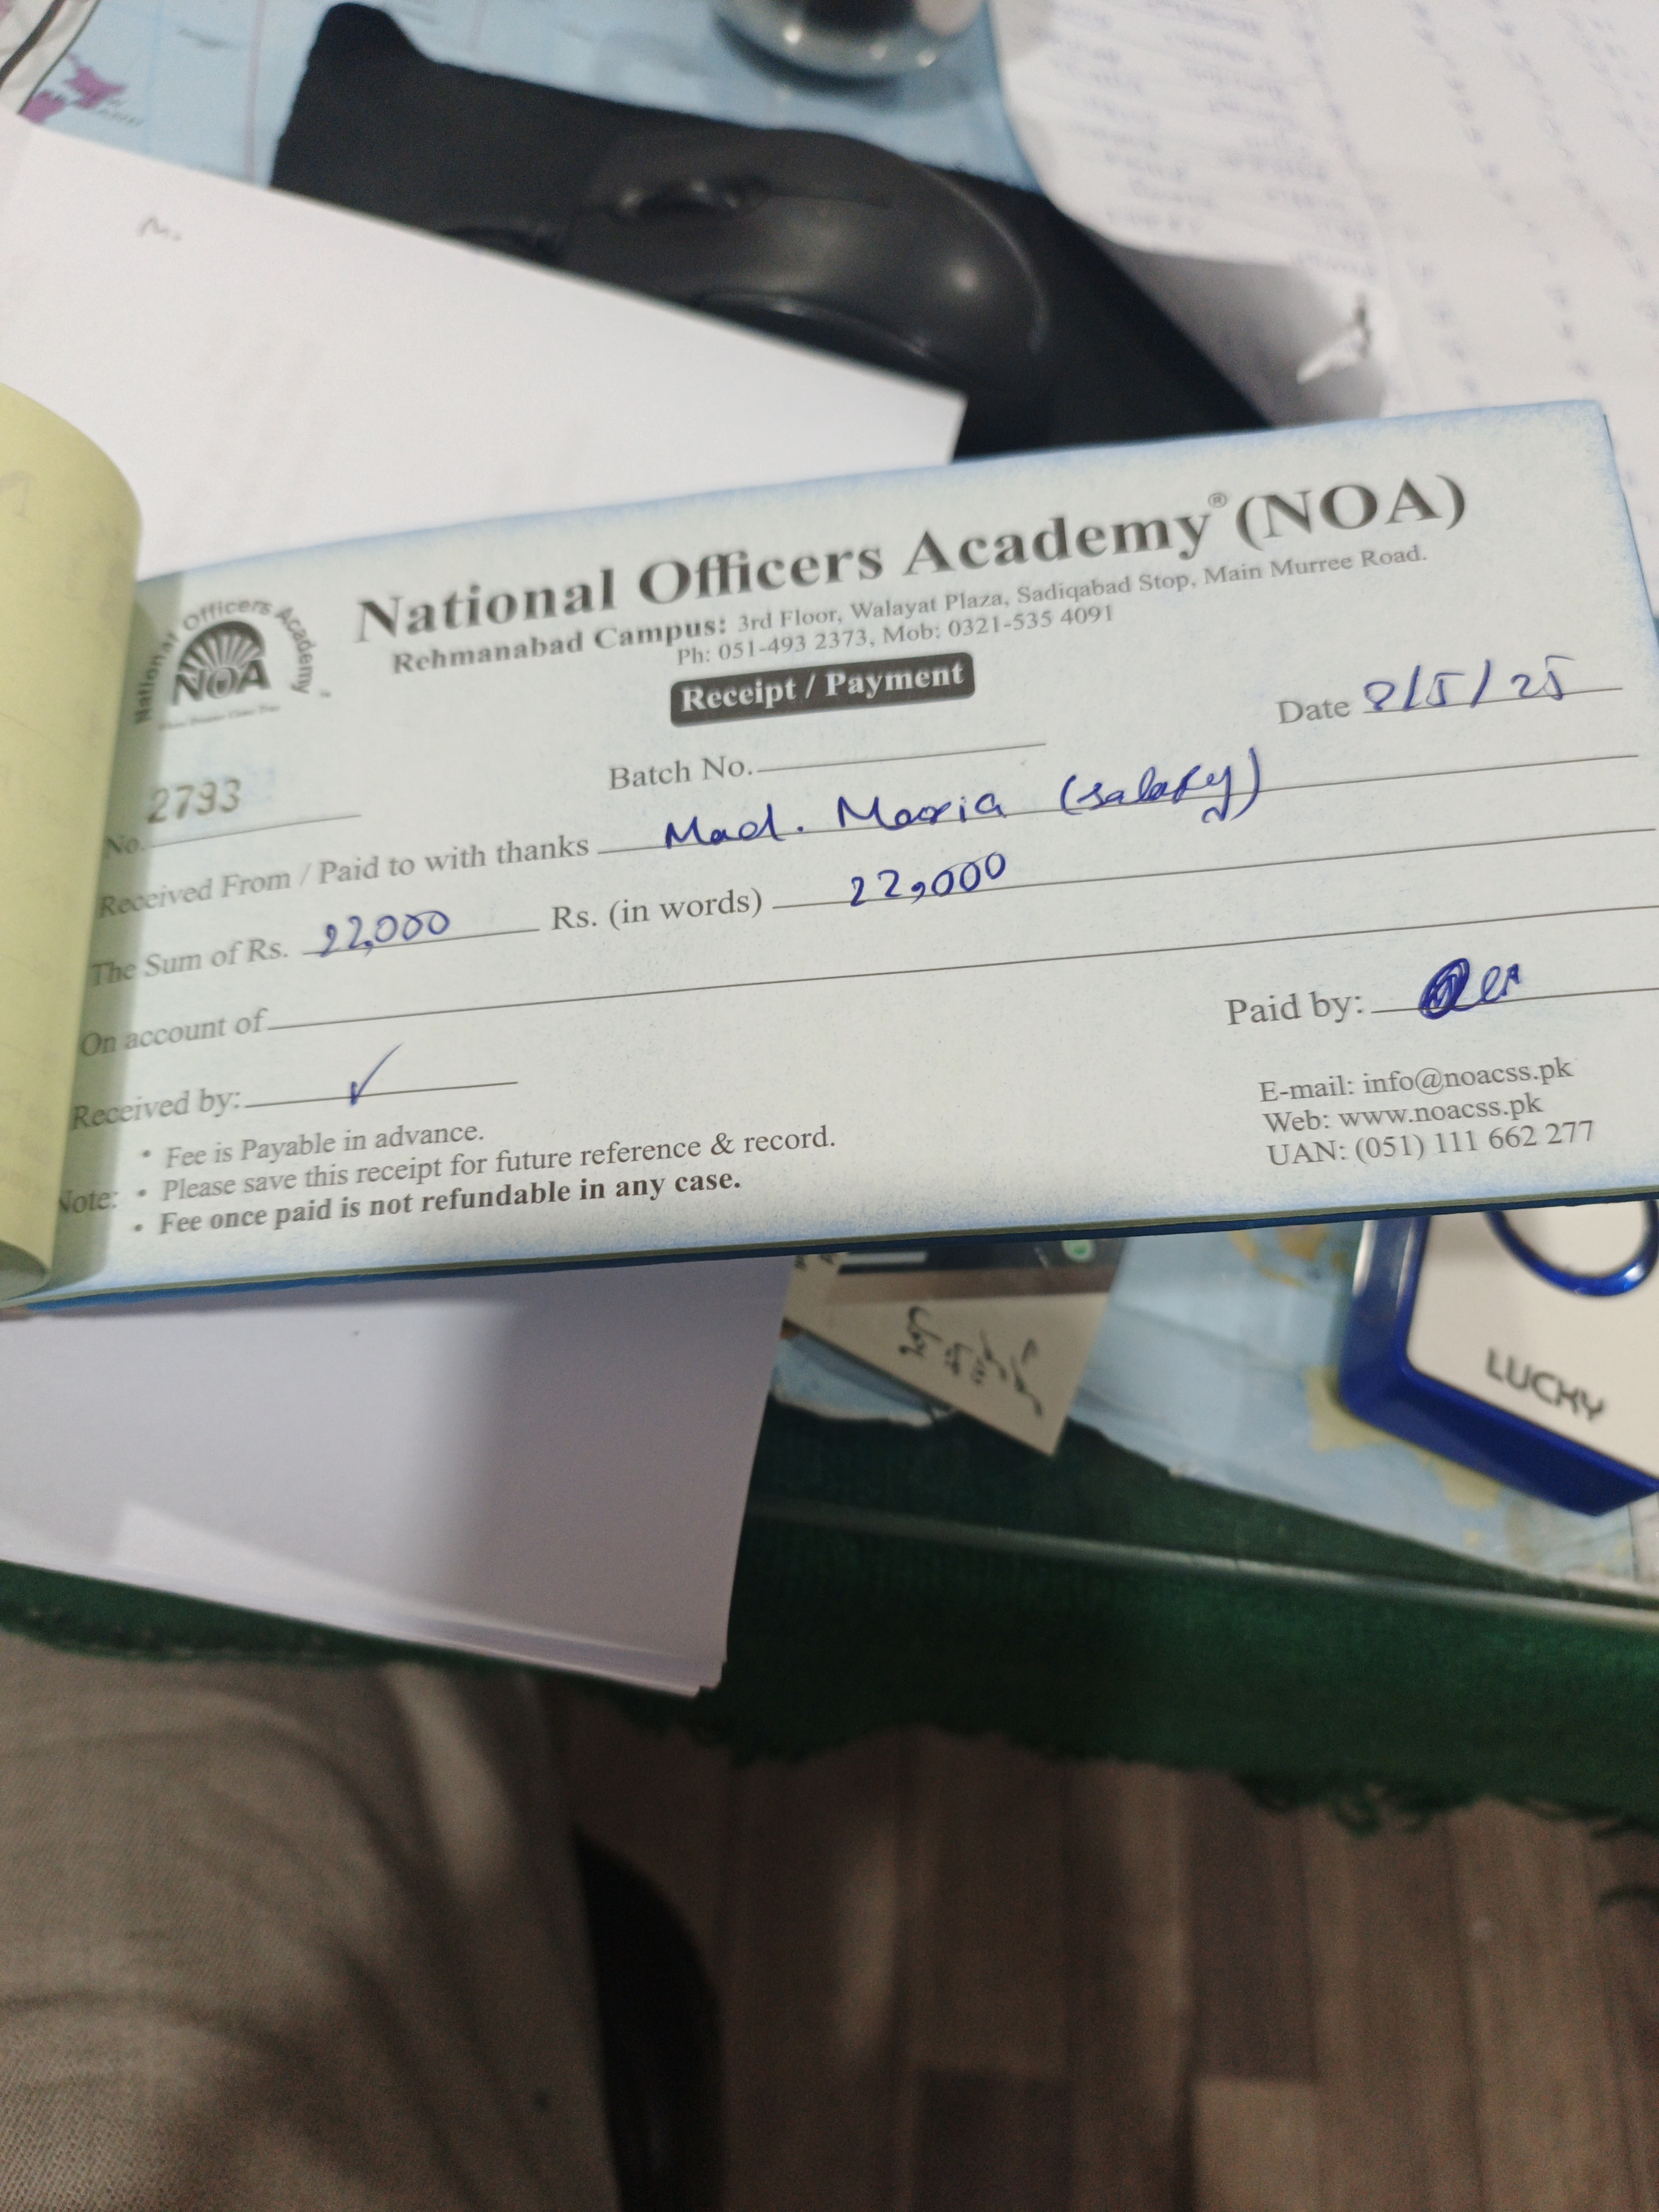 National Officers Academy® (NOA)
Rehmanabad Campus: 3rd Floor, Walayat Plaza, Sadiqabad Stop, Main Murree Road.
Ph: 051-493 2373, Mob: 0321-535 4091
National Officers Academy
NOA
Receipt / Payment
Date 8/5/25
No. 2793
Batch No.
Received From / Paid to with thanks Mad. Maria (salary)
The Sum of Rs. 22,000 Rs. (in words) 22,000
On account of
Received by:
Paid by:
Note: • Fee is Payable in advance.
• Please save this receipt for future reference & record.
• Fee once paid is not refundable in any case.
E-mail: info@noacss.pk
Web: www.noacss.pk
UAN: (051) 111 662 277
LUCKY